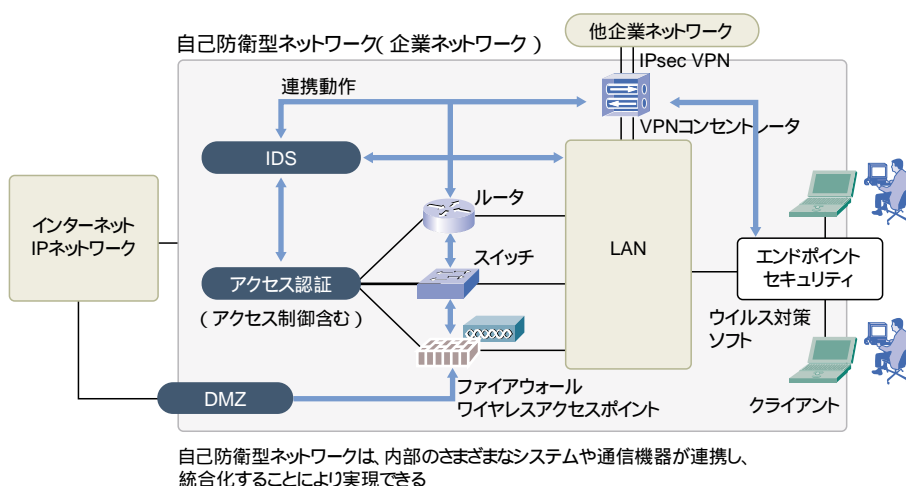 他企業ネットワーク
自己防衛型ネットワーク(企業ネットワーク)
IPsec VPN
連携動作
VPNコンセントレータ
IDS
ルータ
インターネット
IPネットワーク
LAN
スイッチ
エンドポイント
セキュリティ
アクセス認証
(アクセス制御含む)
ウイルス対策
ソフト
ファイアウォール
ワイヤレスアクセスポイント
DMZ
クライアント
自己防衛型ネットワークは、内部のさまざまなシステムや通信機器が連携し、
統合化することにより実現できる